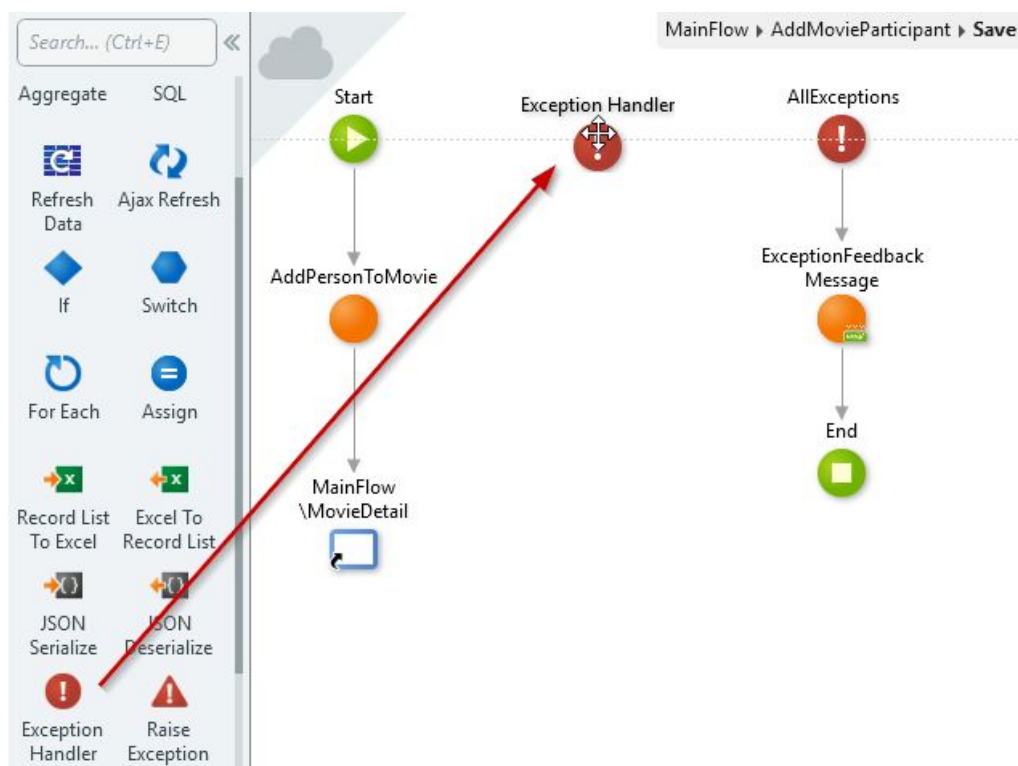 Search... (Ctrl+E)
MainFlow AddMovieParticipant Save
Aggregate
SQL
Refresh
Data
Ajax Refresh
If
Switch
For Each
Assign
Record List
To Excel
Excel To
Record List
JSON
Serialize
JSON
Deserialize
Exception
Handler
Raise
Exception
Start
AddPersonToMovie
MainFlow
\MovieDetail
Exception Handler
AllExceptions
ExceptionFeedback
Message
End